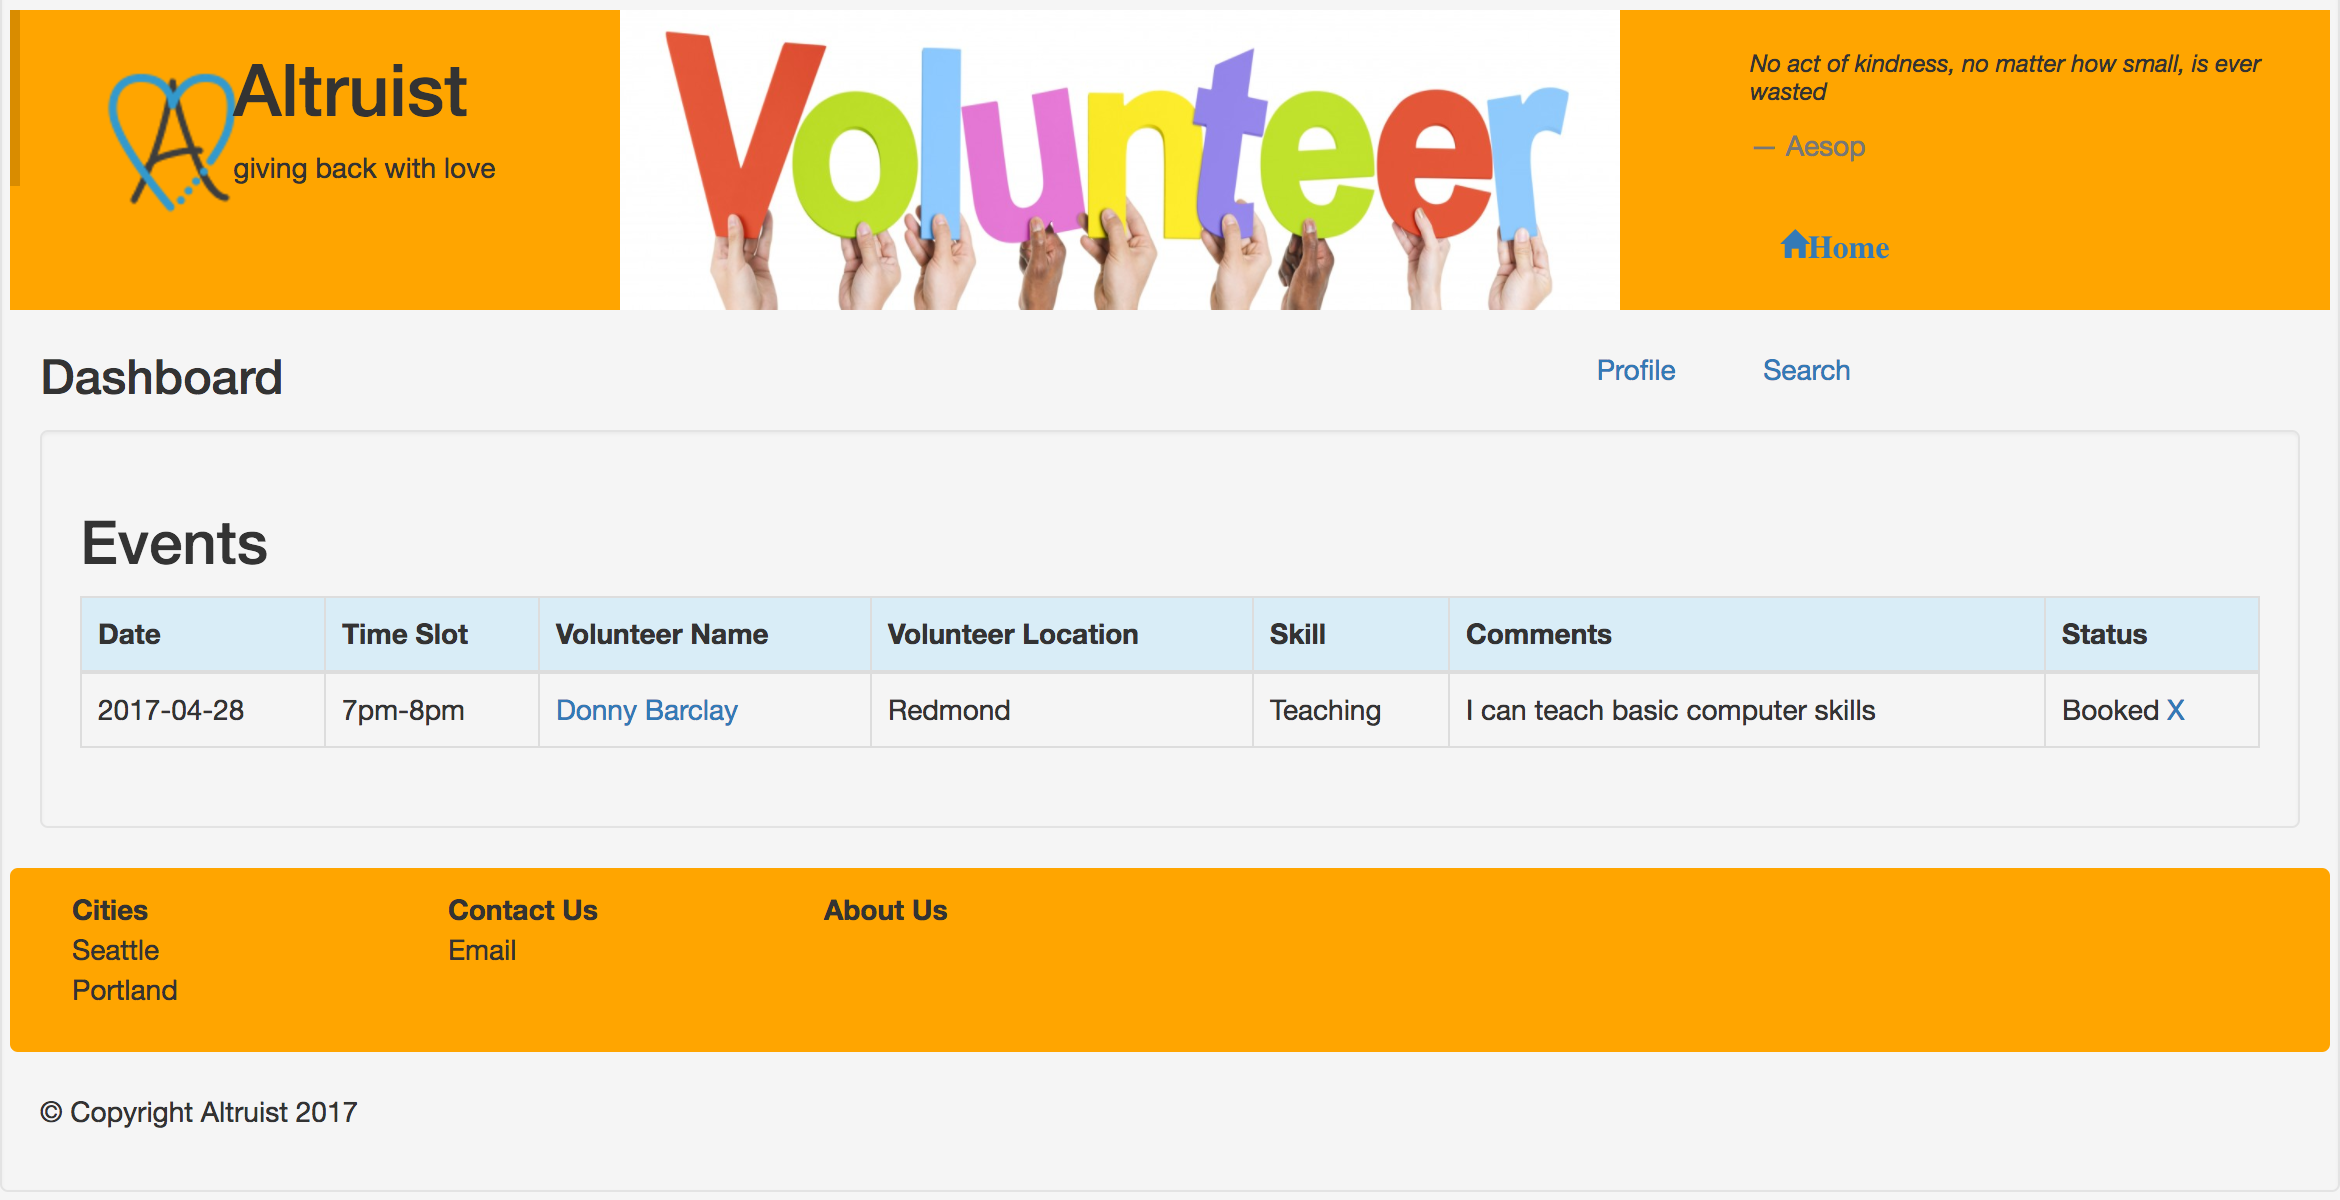 Altruist
giving back with love
Volunteer
No act of kindness, no matter how small, is ever
wasted
— Aesop
Home
Dashboard
Profile
Search
Events
Date Time Slot Volunteer Name Volunteer Location Skill Comments Status
2017-04-28 7pm-8pm Donny Barclay Redmond Teaching I can teach basic computer skills Booked X
Cities
Seattle
Portland
Contact Us
Email
About Us
© Copyright Altruist 2017